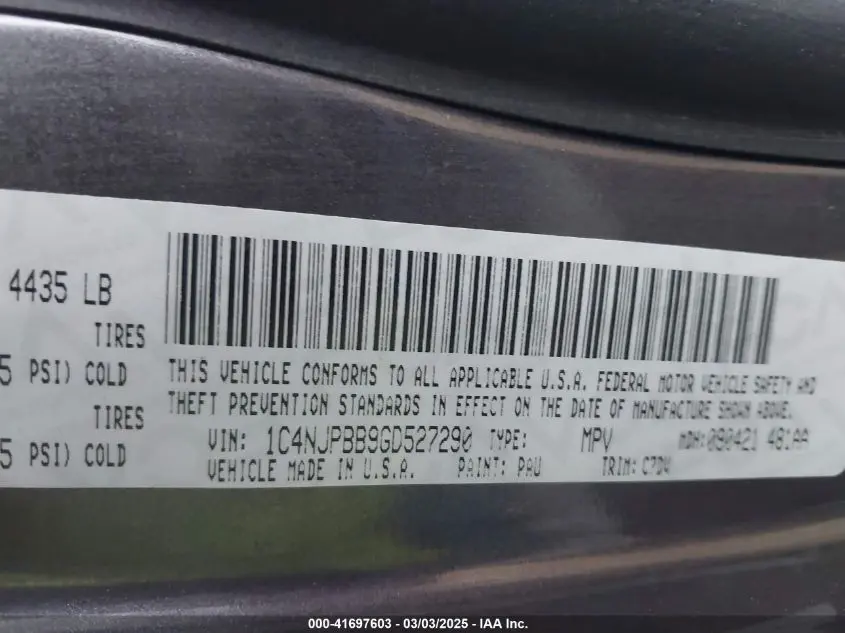 4435 LB
TIRES
5 PSI) COLD
TIRES
5 PSI) COLD
THIS VEHICLE CONFORMS TO ALL APPLICABLE U.S.A. FEDERAL MOTOR VEHICLE SAFETY AND
THEFT PREVENTION STANDARDS IN EFFECT ON THE DATE OF MANUFACTURE SHOWN ABOVE.
VIN: 1C4NJPBB9GD527290 TYPE: MPV MDH:090421 481AA
VEHICLE MADE IN U.S.A. PAINT: PAU TRIM: C7DV
000-41697603 - 03/03/2025 - IAA Inc.